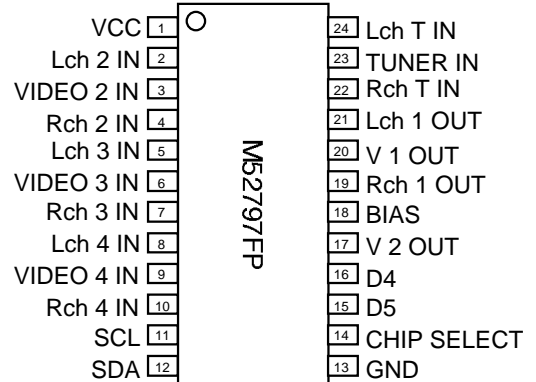 VCC 1
Lch 2 IN 2
VIDEO 2 IN 3
Rch 2 IN 4
Lch 3 IN 5
VIDEO 3 IN 6
Rch 3 IN 7
Lch 4 IN 8
VIDEO 4 IN 9
Rch 4 IN 10
SCL 11
SDA 12
M52797FP
24 Lch T IN
23 TUNER IN
22 Rch T IN
21 Lch 1 OUT
20 V 1 OUT
19 Rch 1 OUT
18 BIAS
17 V 2 OUT
16 D4
15 D5
14 CHIP SELECT
13 GND